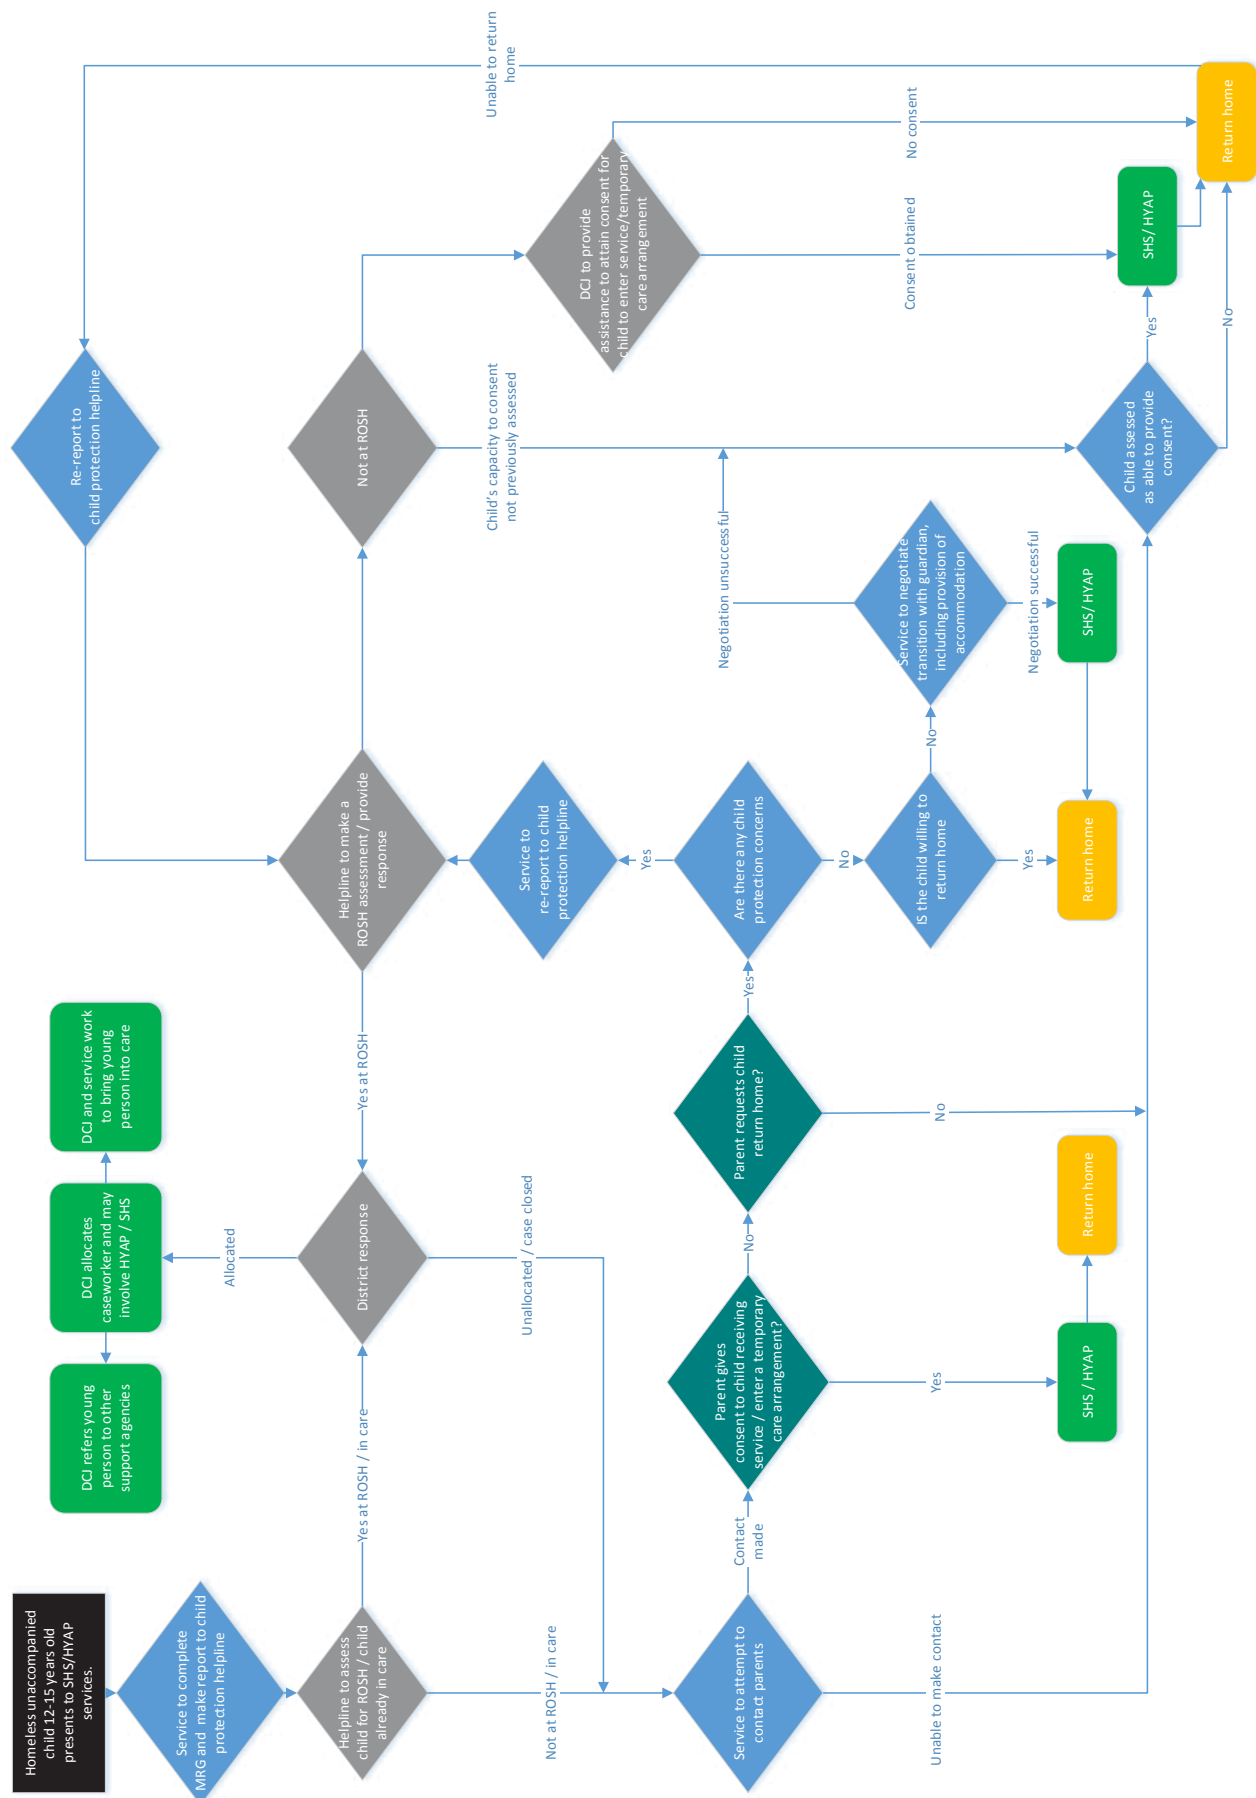 Homeless unaccompanied
child 12-15 years old
presents to SHS/HYAP
services.
Service to complete
MRG and make report to child
protection helpline
Helpline to assess
child for ROSH / child
already in care
Yes at ROSH / in care
Not at ROSH / in care
DCJ refers young
person to other
support agencies
DCJ allocates
caseworker and may
involve HYAP / SHS
DCJ and service work
to bring young
person into care
Allocated
District response
Unallocated / case closed
Yes at ROSH
Helpline to make a
ROSH assessment / provide
response
Re-report to
child protection helpline
Unable to return
home
Not at ROSH
Child's capacity to consent
not previously assessed
DCJ to provide
assistance to attain consent for
child to enter service/temporary
care arrangement
No consent
Consent obtained
Service to attempt to
contact parents
Contact
made
Unable to make contact
Parent gives
consent to child receiving
service / enter a temporary
care arrangement?
No
Yes
SHS / HYAP
Return home
Parent requests child
return home?
Yes
No
Are there any child
protection concerns
Yes
No
Service to
re-report to child
protection helpline
IS the child willing to
return home
No
Yes
Return home
Service to negotiate
transition with guardian,
including provision of
accommodation
Negotiation unsuccessful
Negotiation successful
SHS/ HYAP
Child assessed
as able to provide
consent?
Yes
No
SHS/ HYAP
Return home